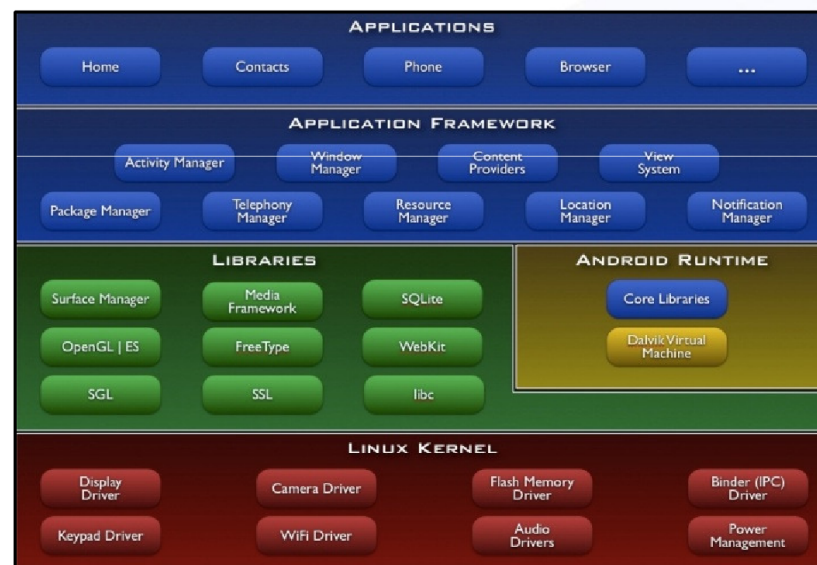 APPLICATIONS
Home
Contacts
Phone
Browser
...
APPLICATION FRAMEWORK
Activity Manager
Window
Manager
Content
Providers
View
System
Package Manager
Telephony
Manager
Resource
Manager
Location
Manager
Notification
Manager
LIBRARIES
Surface Manager
Media
Framework
SQLite
OpenGL | ES
FreeType
WebKit
SGL
SSL
libc
ANDROID RUNTIME
Core Libraries
Dalvik Virtual
Machine
LINUX KERNEL
Display
Driver
Camera Driver
Flash Memory
Driver
Binder (IPC)
Driver
Keypad Driver
WiFi Driver
Audio
Drivers
Power
Management